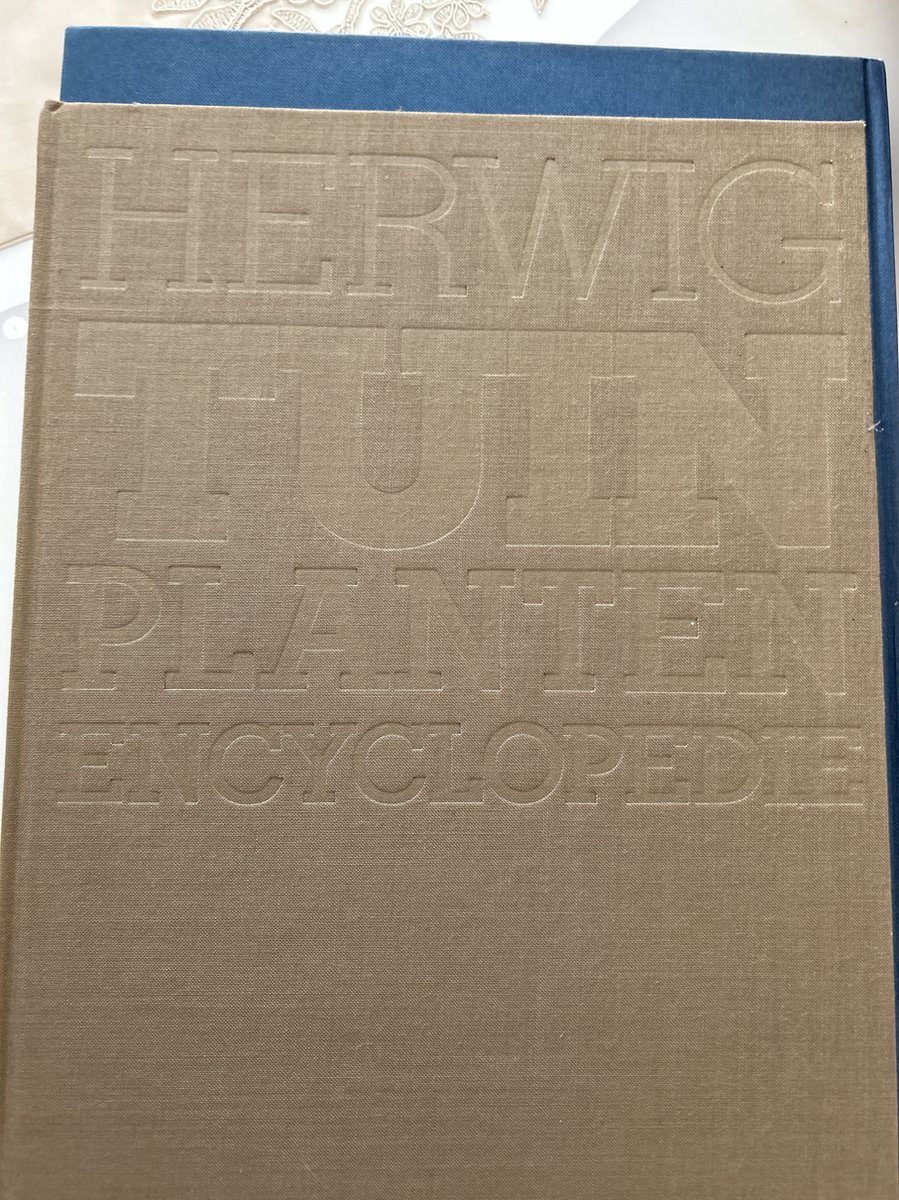 HERWIG
TUIN
PLANTEN
ENCYCLOPEDIE